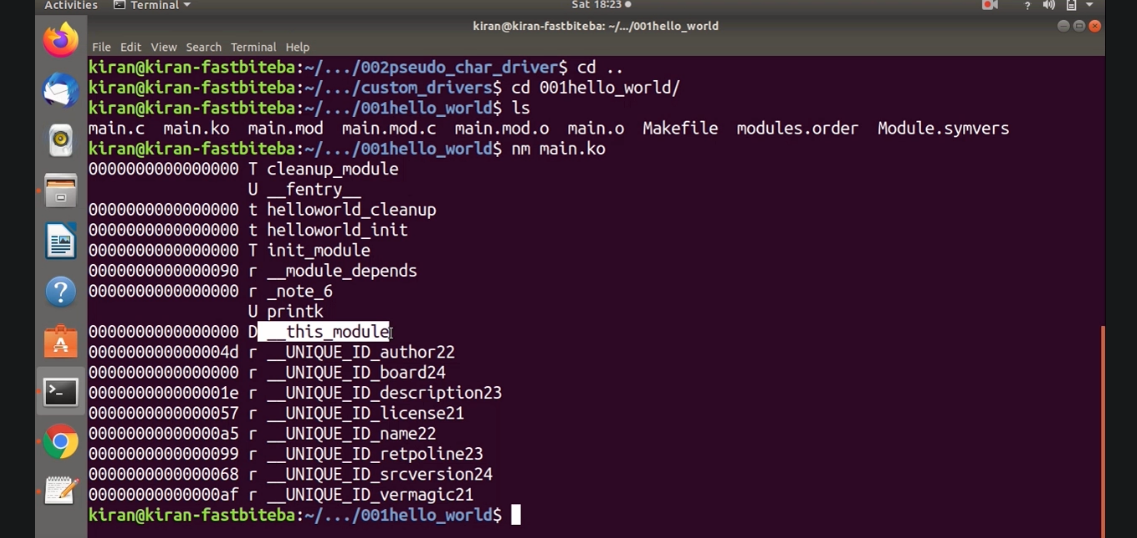 Activities Terminal Sat 18:23 ?
kiran@kiran-fastbiteba: ~/.../001hello_world
File Edit View Search Terminal Help
kiran@kiran-fastbiteba:~/.../002pseudo_char_driver$ cd ..
kiran@kiran-fastbiteba:~/.../custom_drivers$ cd 001hello_world/
kiran@kiran-fastbiteba:~/.../001hello_world$ ls
main.c main.ko main.mod main.mod.c main.mod.o main.o Makefile modules.order Module.symvers
kiran@kiran-fastbiteba:~/.../001hello_world$ nm main.ko
0000000000000000 T cleanup_module
U __fentry__
0000000000000000 t helloworld_cleanup
0000000000000000 t helloworld_init
0000000000000000 T init_module
0000000000000090 r __module_depends
0000000000000000 r _note_6
U printk
0000000000000000 D __this_module
000000000000004d r __UNIQUE_ID_author22
0000000000000000 r __UNIQUE_ID_board24
000000000000001e r __UNIQUE_ID_description23
0000000000000057 r __UNIQUE_ID_license21
00000000000000a5 r __UNIQUE_ID_name22
0000000000000099 r __UNIQUE_ID_retpoline23
0000000000000068 r __UNIQUE_ID_srcversion24
00000000000000af r __UNIQUE_ID_vermagic21
kiran@kiran-fastbiteba:~/.../001hello_world$